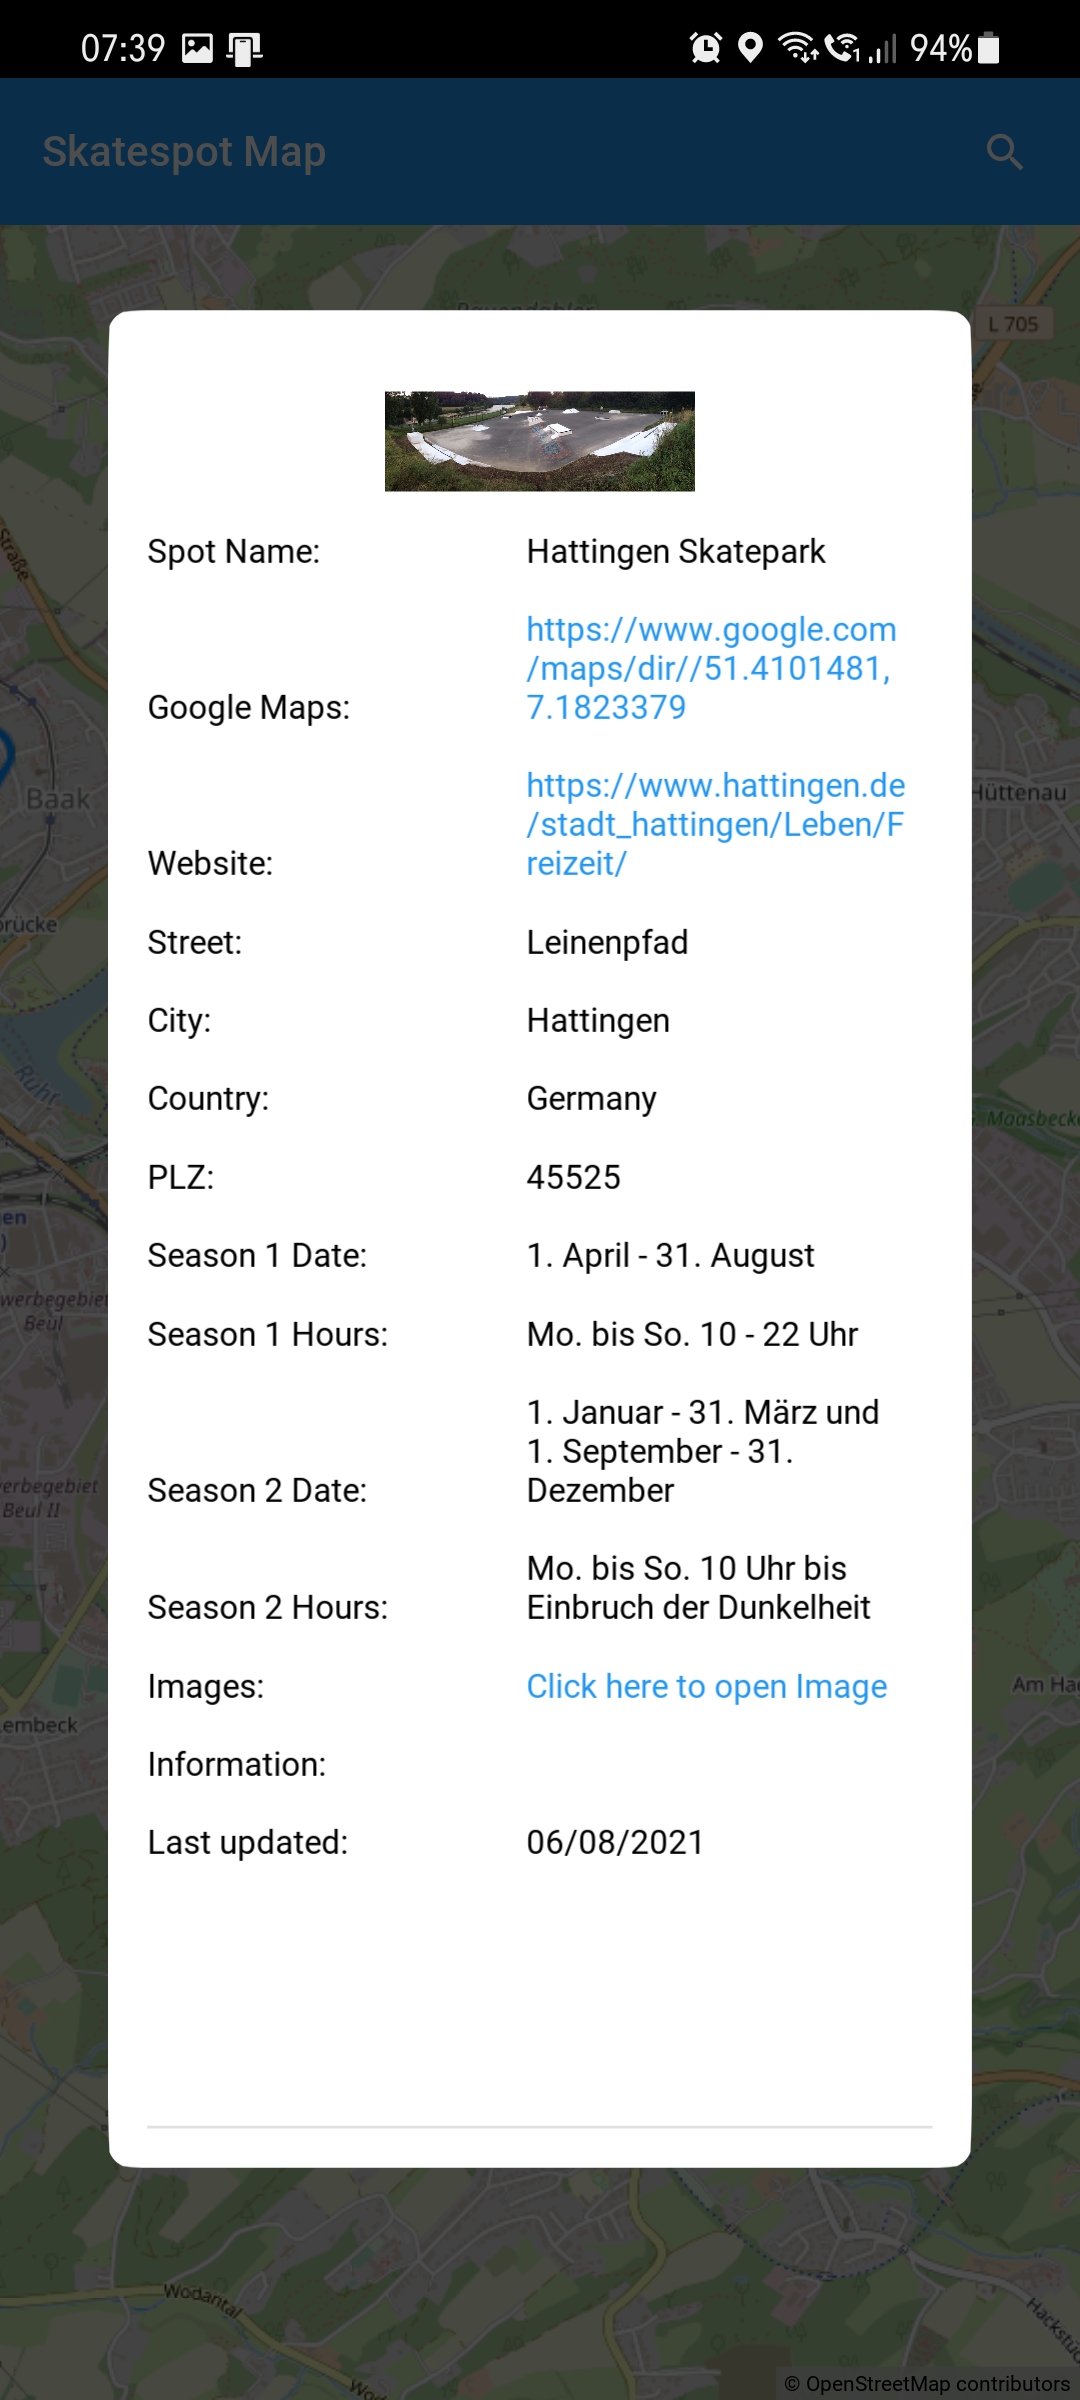 07:39
94%
Skatespot Map
L 705
Spot Name: Hattingen Skatepark
https://www.google.com
/maps/dir//51.4101481,
Google Maps: 7.1823379
https://www.hattingen.de
/stadt_hattingen/Leben/F
Website: reizeit/
Street: Leinenpfad
City: Hattingen
Country: Germany
PLZ: 45525
Season 1 Date: 1. April - 31. August
Season 1 Hours: Mo. bis So. 10 - 22 Uhr
1. Januar - 31. März und
1. September - 31.
Season 2 Date: Dezember
Mo. bis So. 10 Uhr bis
Season 2 Hours: Einbruch der Dunkelheit
Images: Click here to open Image
Information:
Last updated: 06/08/2021
Straße
Baak
Hüttenau
rücke
Ruhr
Maasbeck
en
werbegebiet
Beul
erbegebiet
Beul II
Am Ha
embeck
Wodantal
Hackstü
Wo
© OpenStreetMap contributors